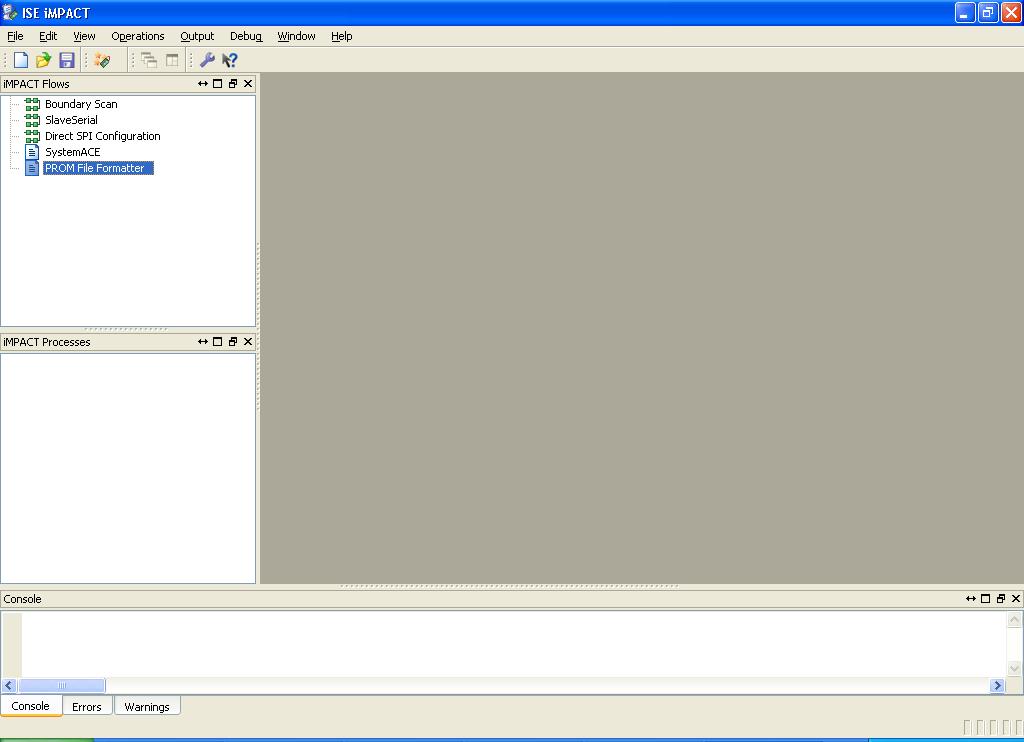 ISE iMPACT
File Edit View Operations Output Debug Window Help
iMPACT Flows
Boundary Scan
SlaveSerial
Direct SPI Configuration
SystemACE
PROM File Formatter
iMPACT Processes
Console
Console Errors Warnings